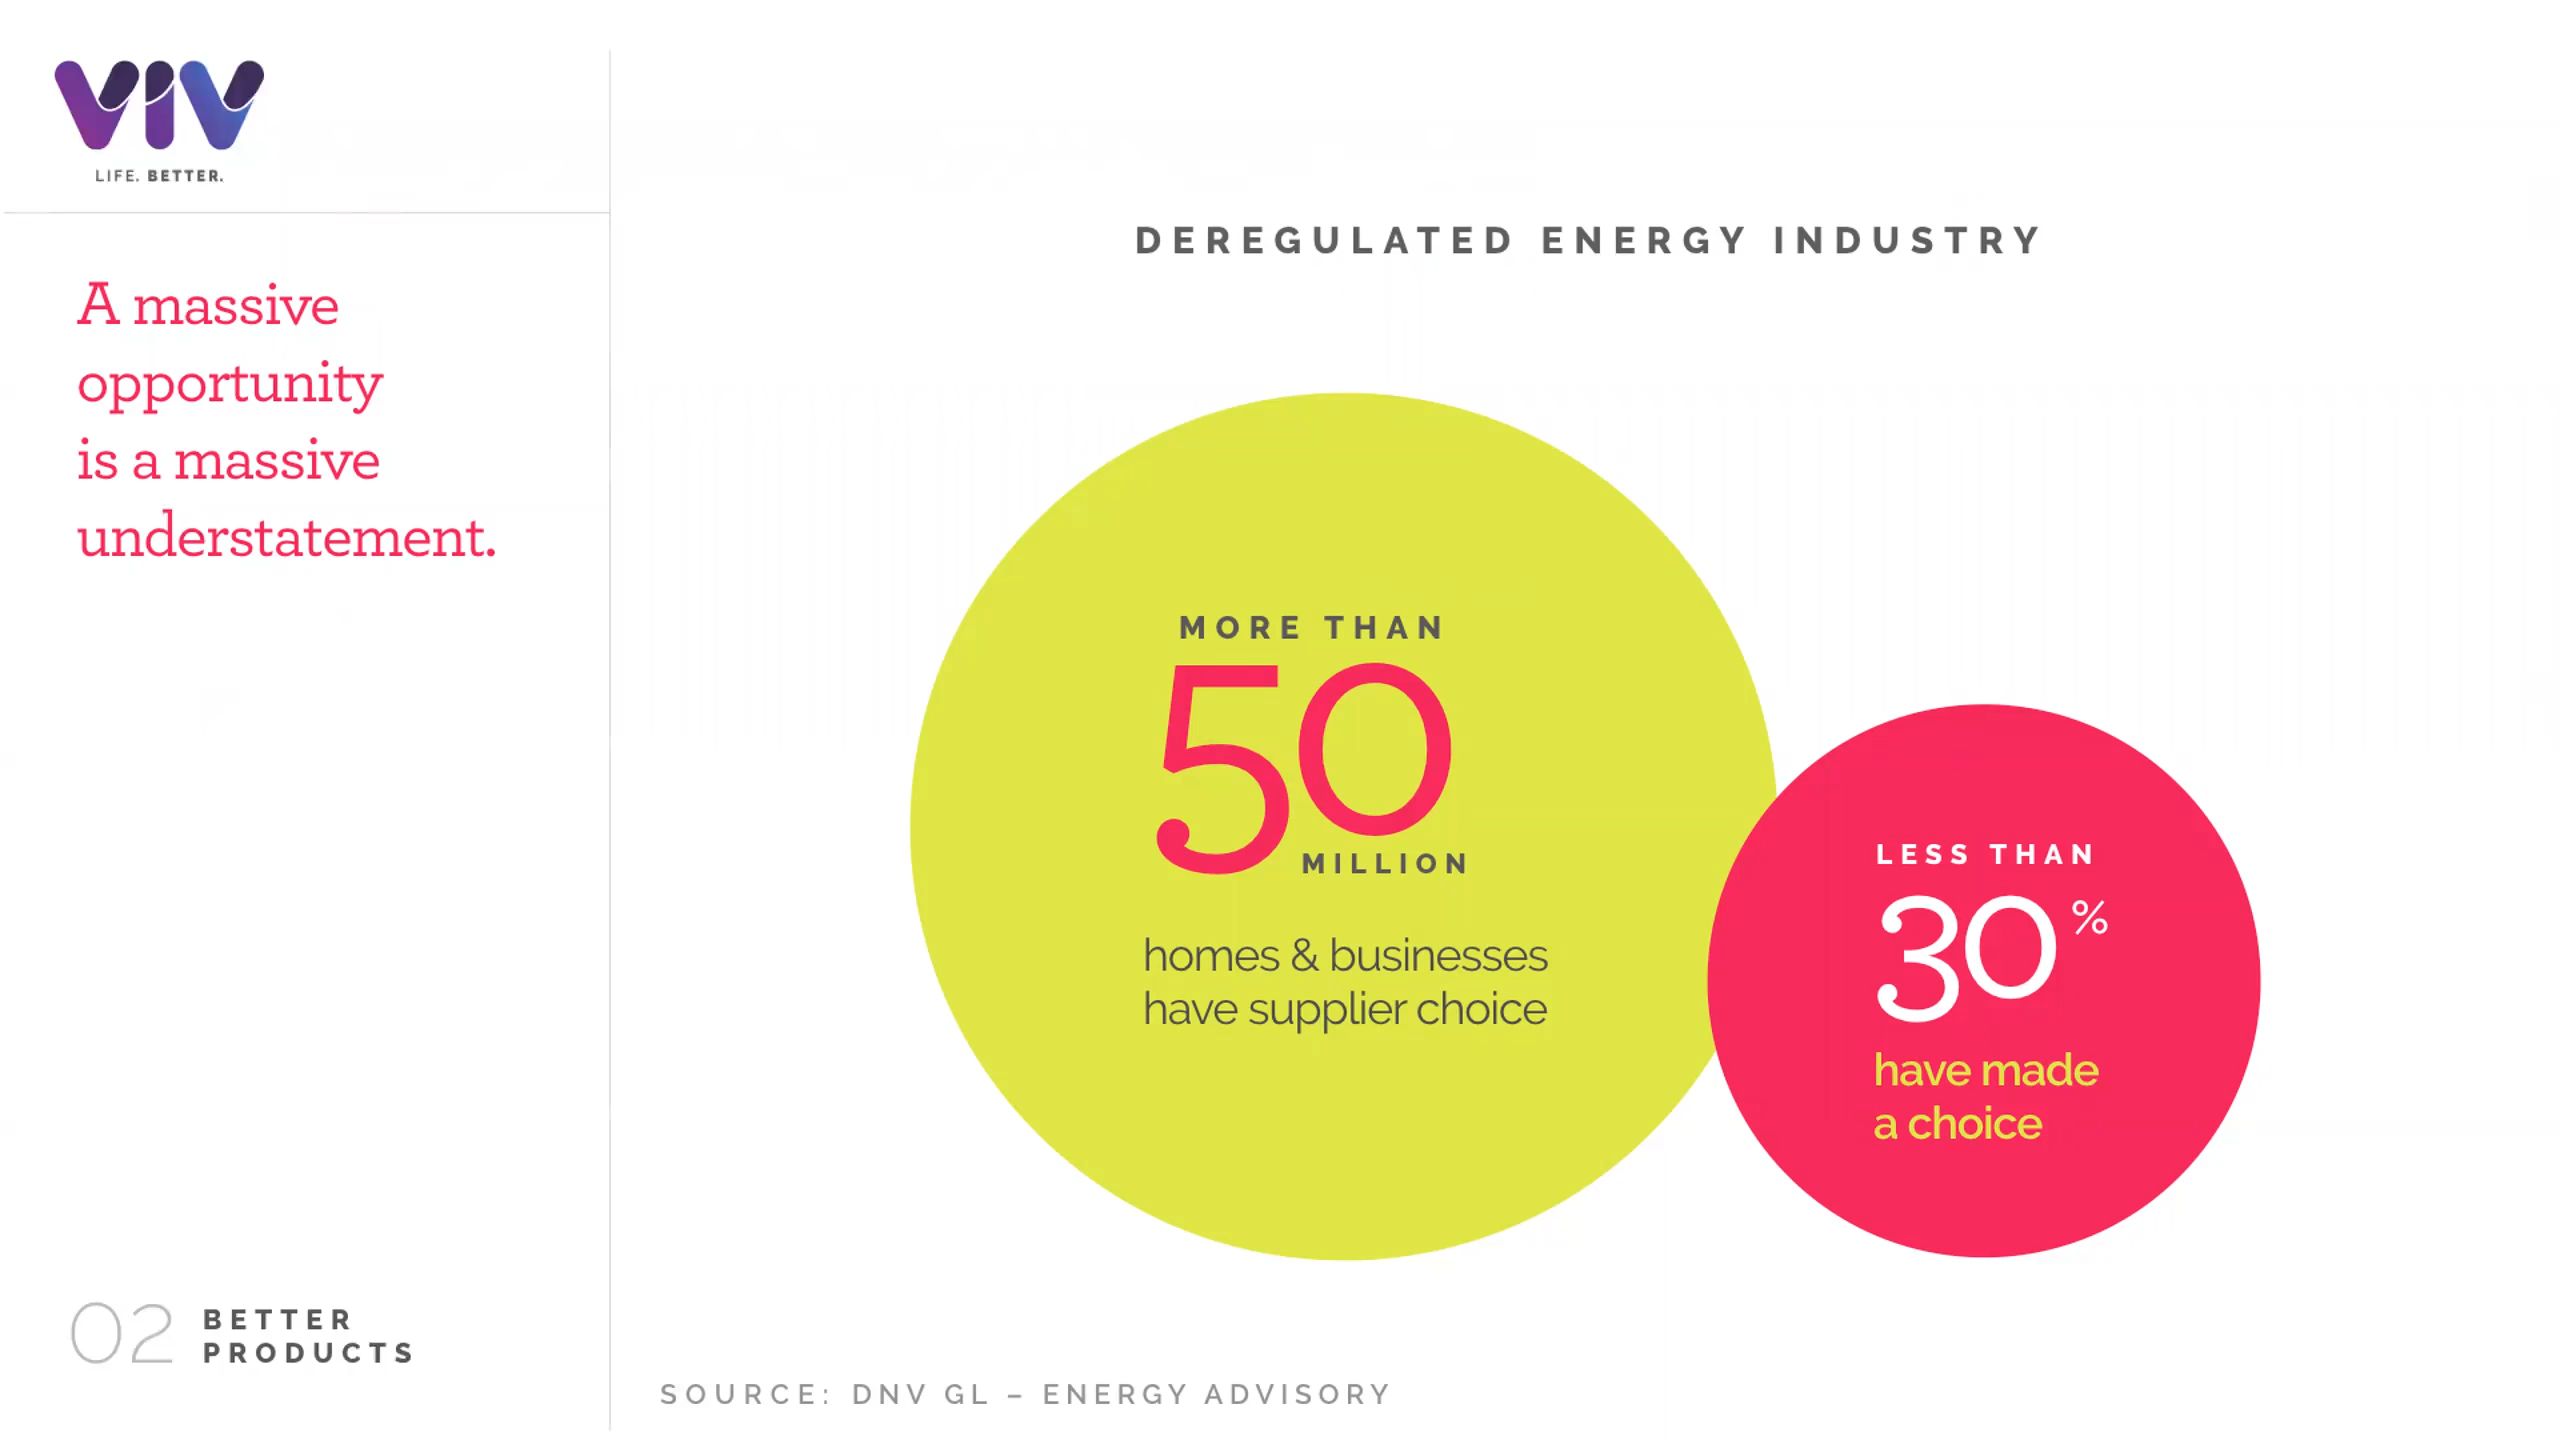 VIV
LIFE. BETTER.
A massive
opportunity
is a massive
understatement.
02 BETTER
PRODUCTS
DEREGULATED ENERGY INDUSTRY
MORE THAN
50
MILLION
homes & businesses
have supplier choice
LESS THAN
30%
have made
a choice
SOURCE: DNV GL – ENERGY ADVISORY